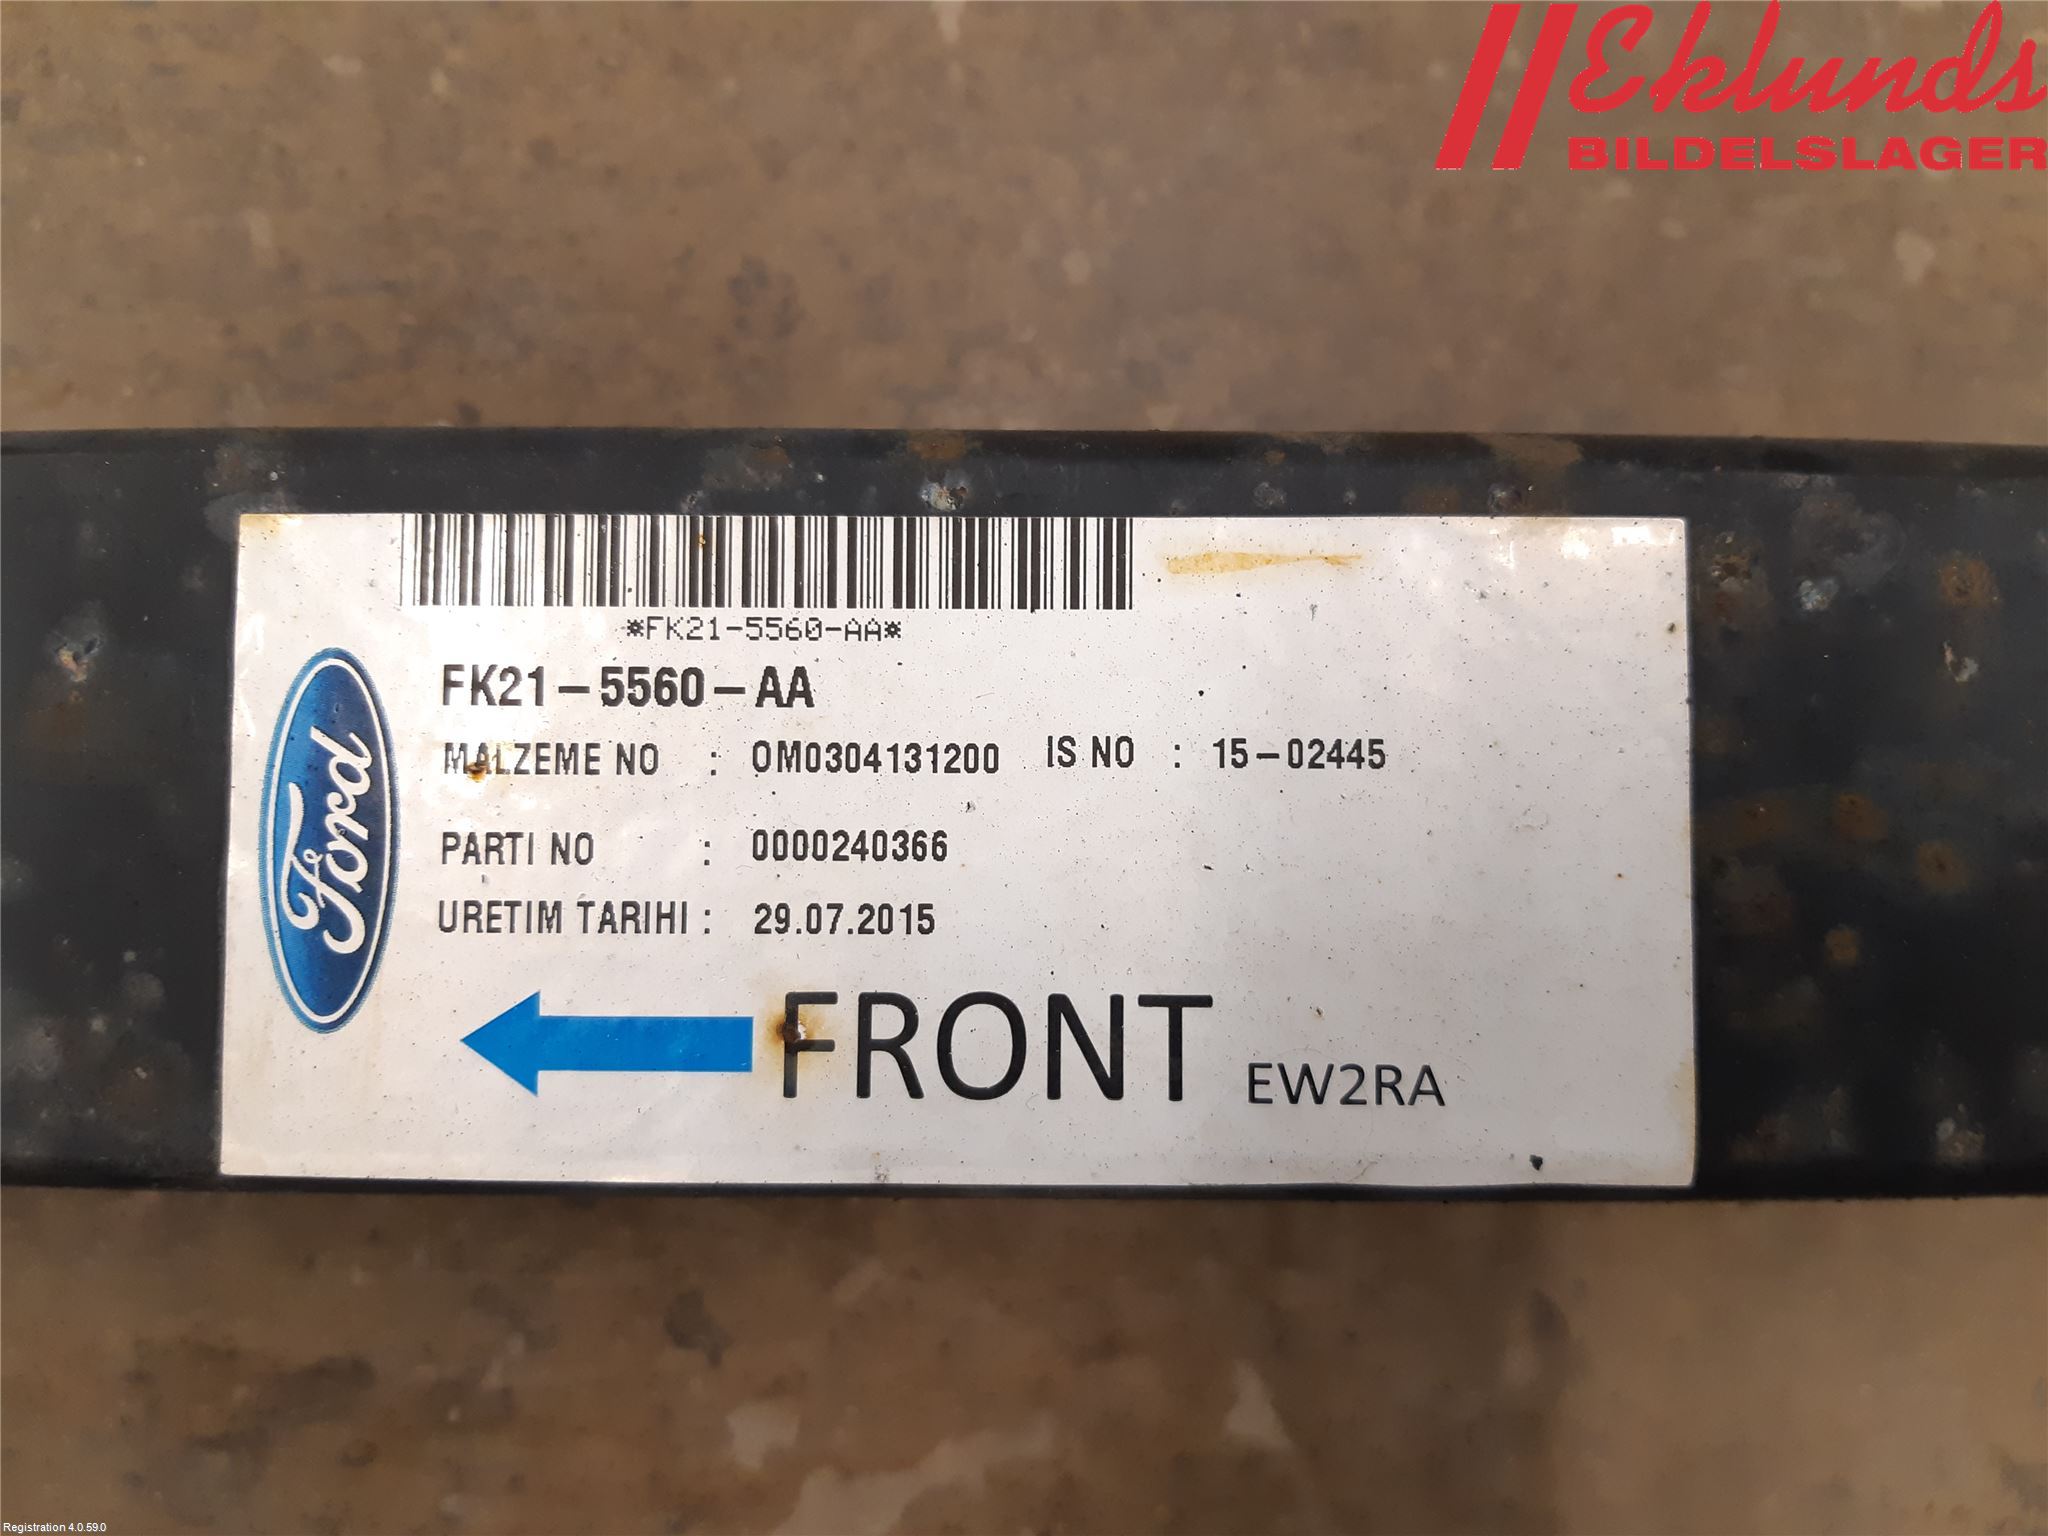 Eklunds
BILDELSLAGER
*FK21-5560-AA*
FK21-5560-AA
MALZEME NO : OM0304131200 IS NO : 15-02445
PARTI NO : 0000240366
URETIM TARIHI : 29.07.2015
Ford
FRONT EW2RA
Registration 4.0.59.0